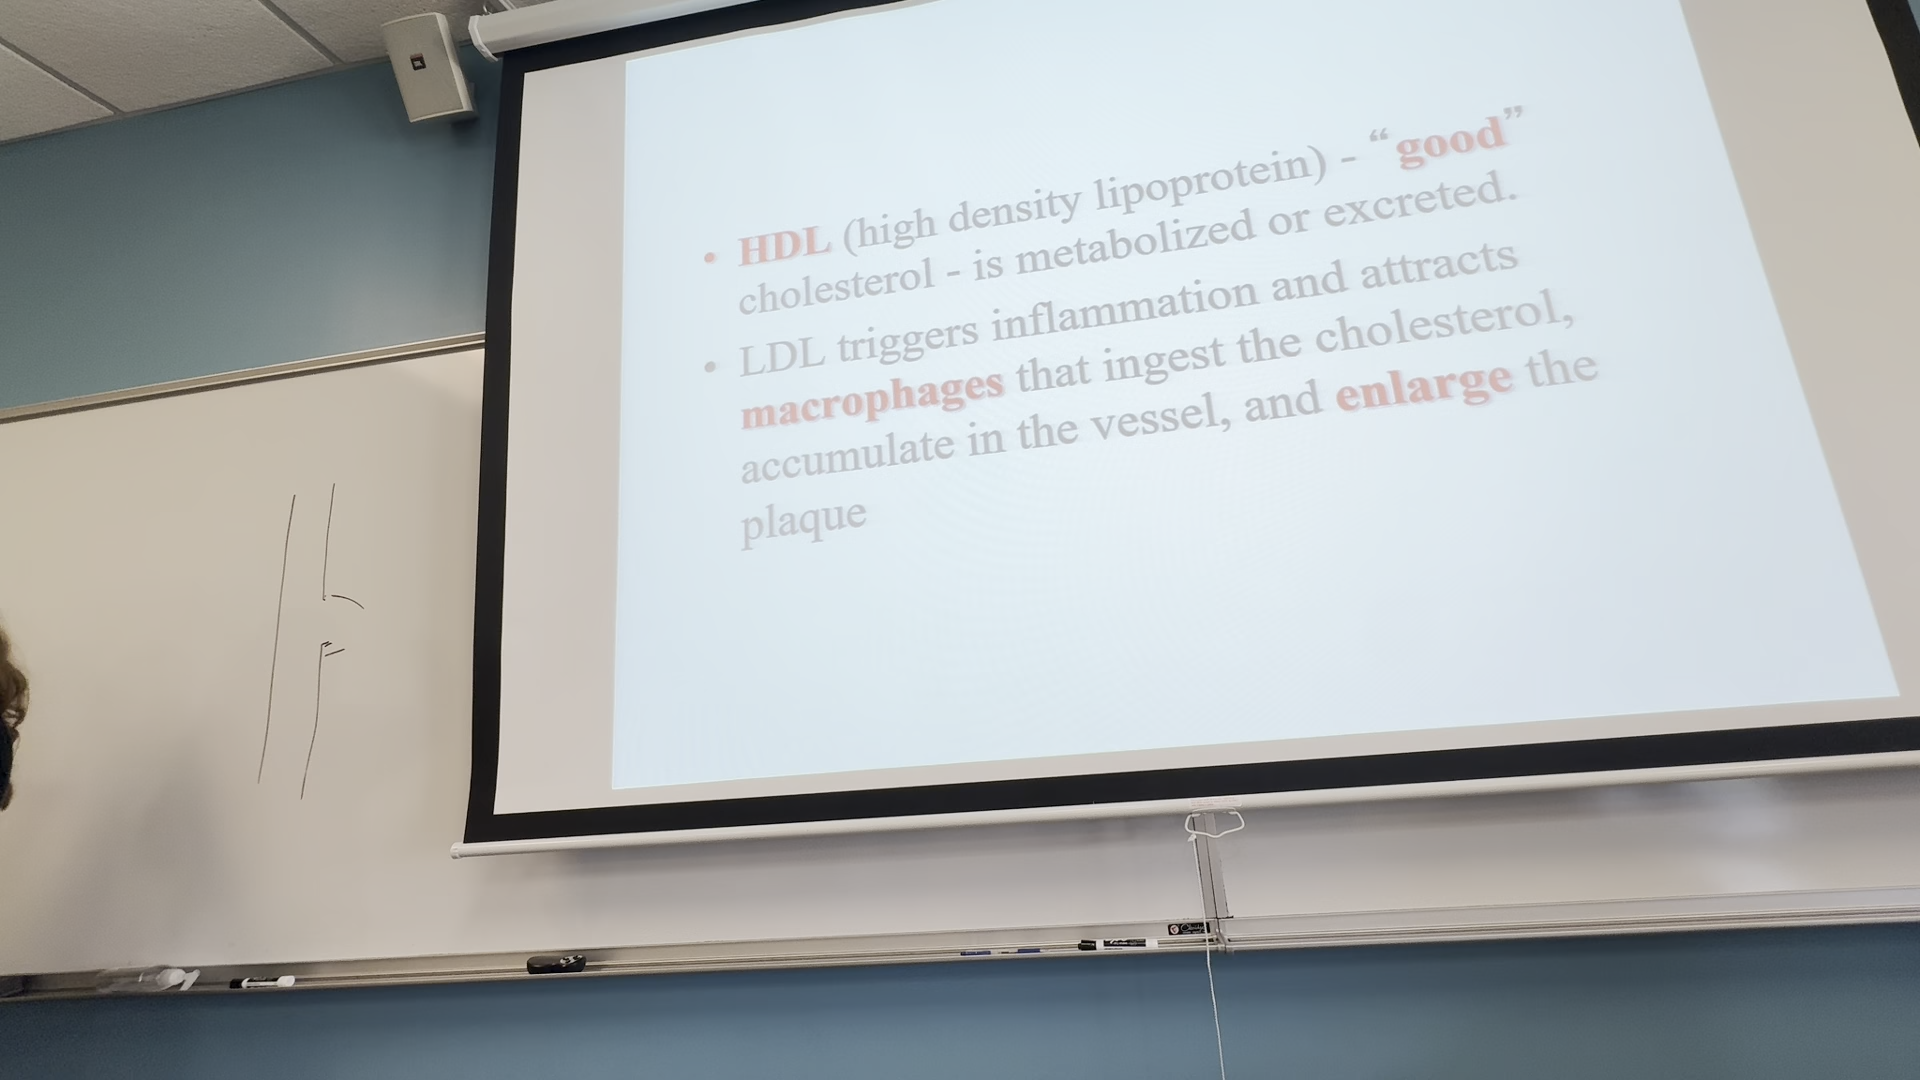 • HDL (high density lipoprotein) - “good”
cholesterol - is metabolized or excreted.
• LDL triggers inflammation and attracts
macrophages that ingest the cholesterol,
accumulate in the vessel, and enlarge the
plaque